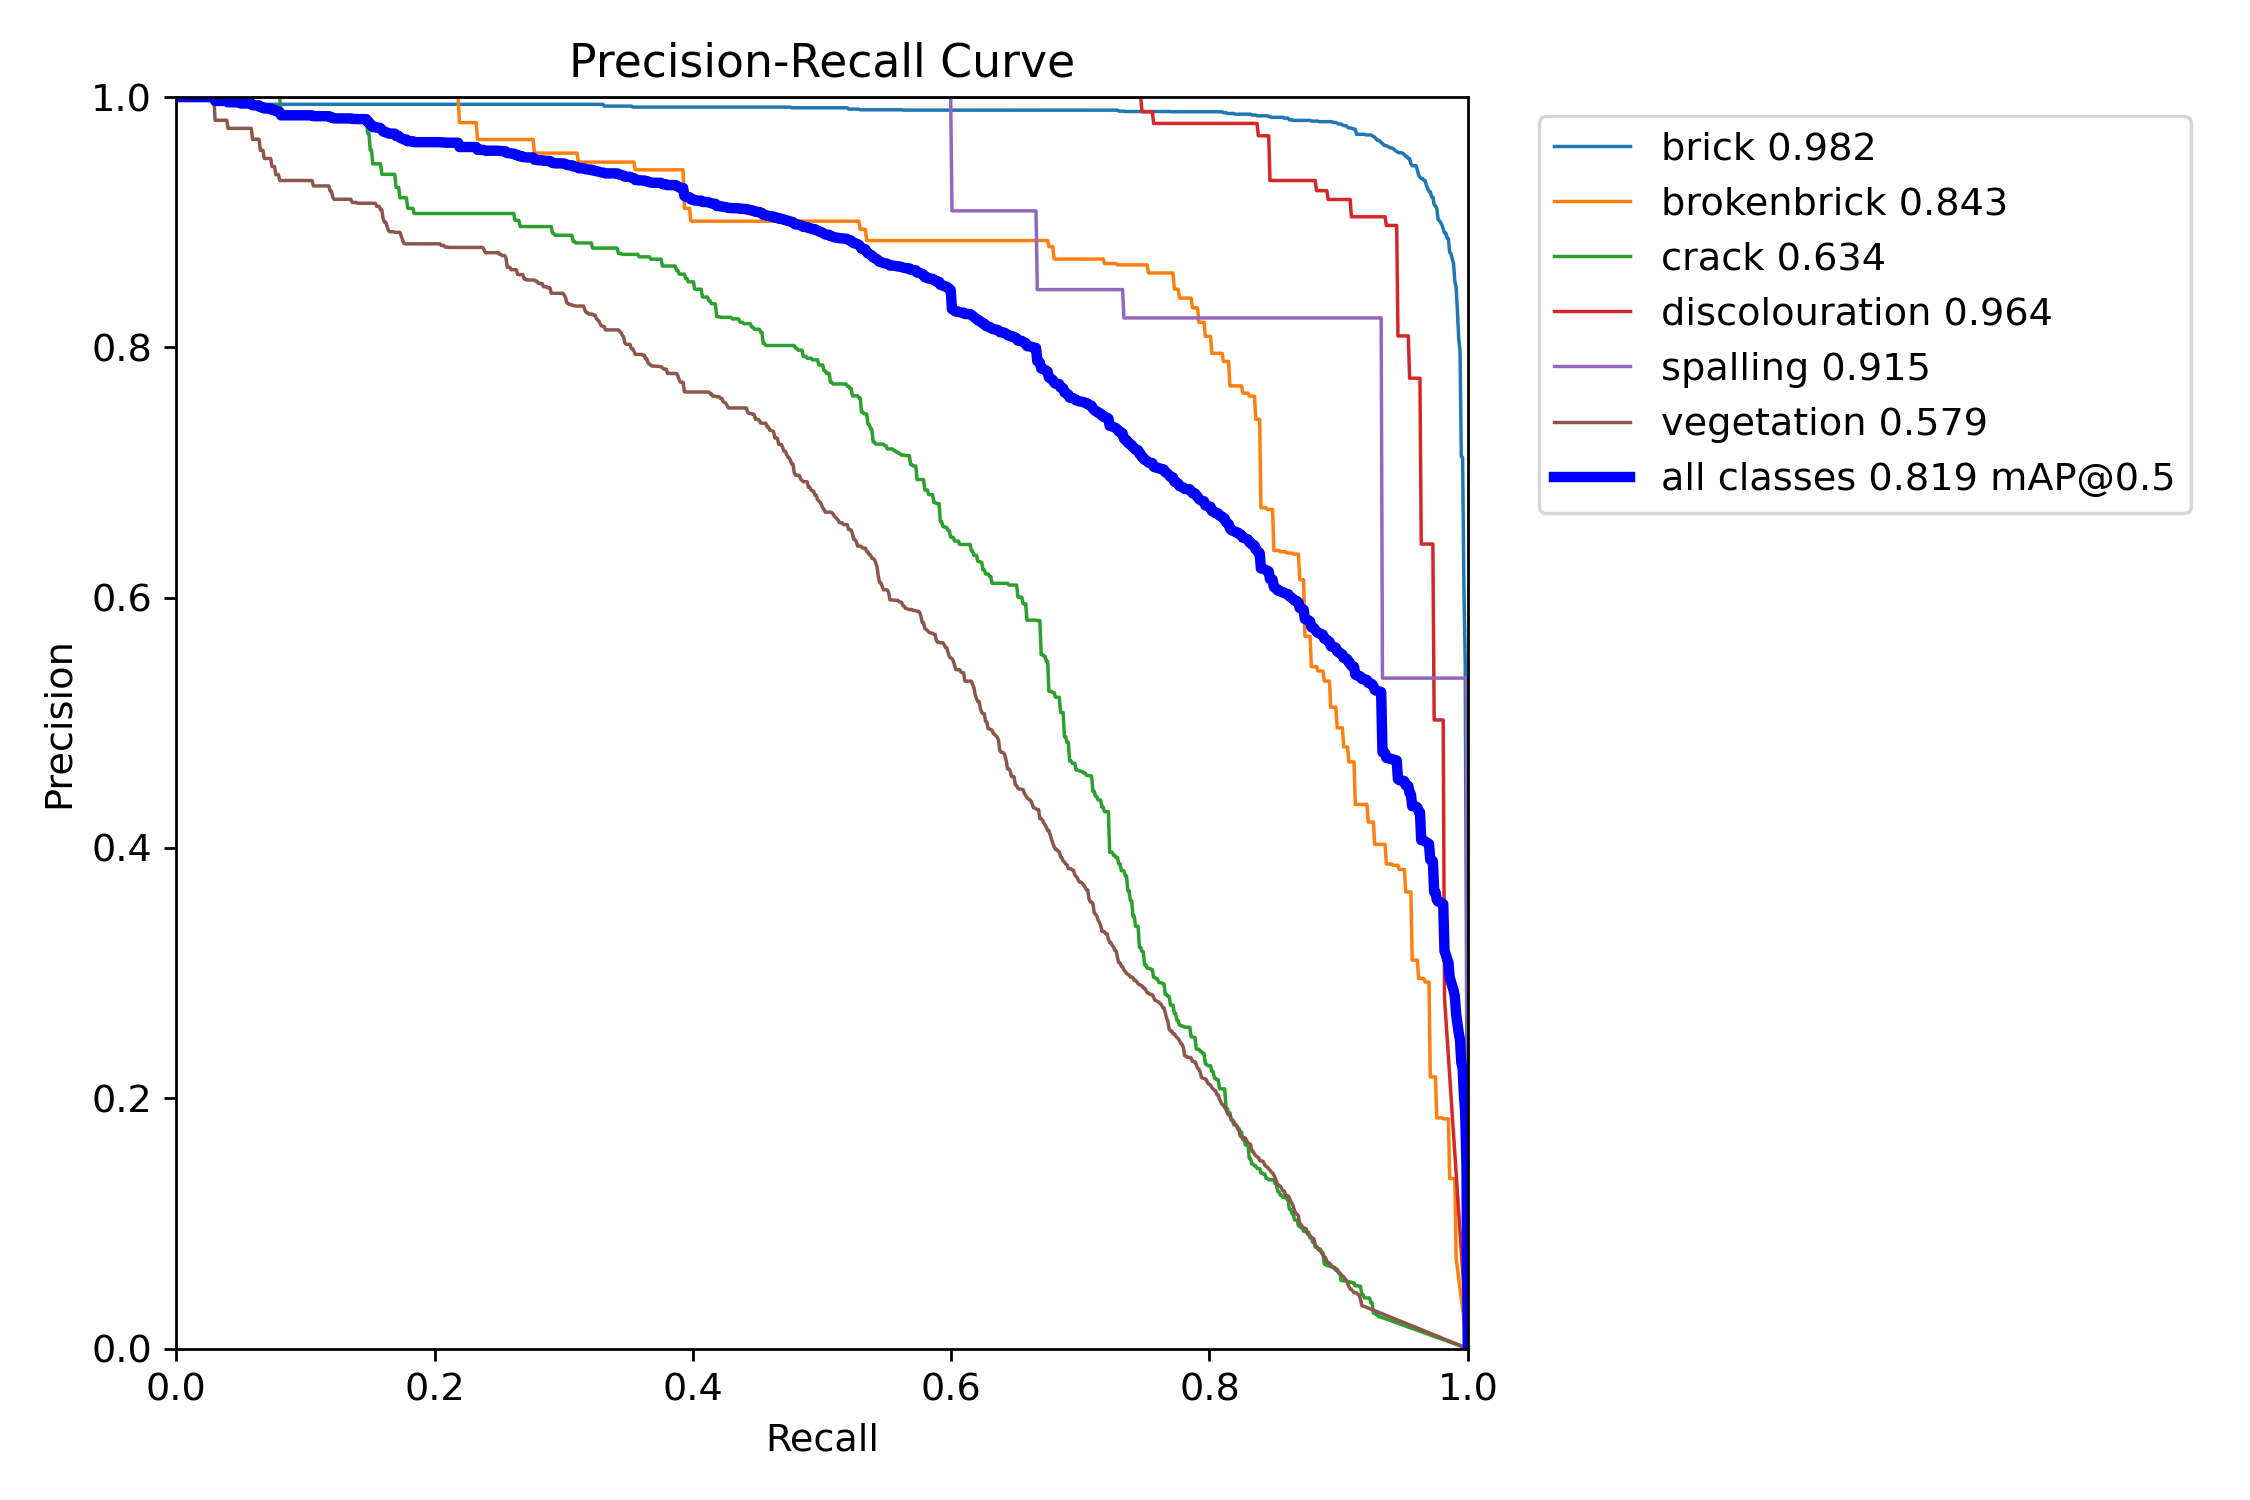 Precision-Recall Curve
1.0
0.8
0.6
0.4
0.2
0.0
Precision
0.0 0.2 0.4 0.6 0.8 1.0
Recall
brick 0.982
brokenbrick 0.843
crack 0.634
discolouration 0.964
spalling 0.915
vegetation 0.579
all classes 0.819 mAP@0.5